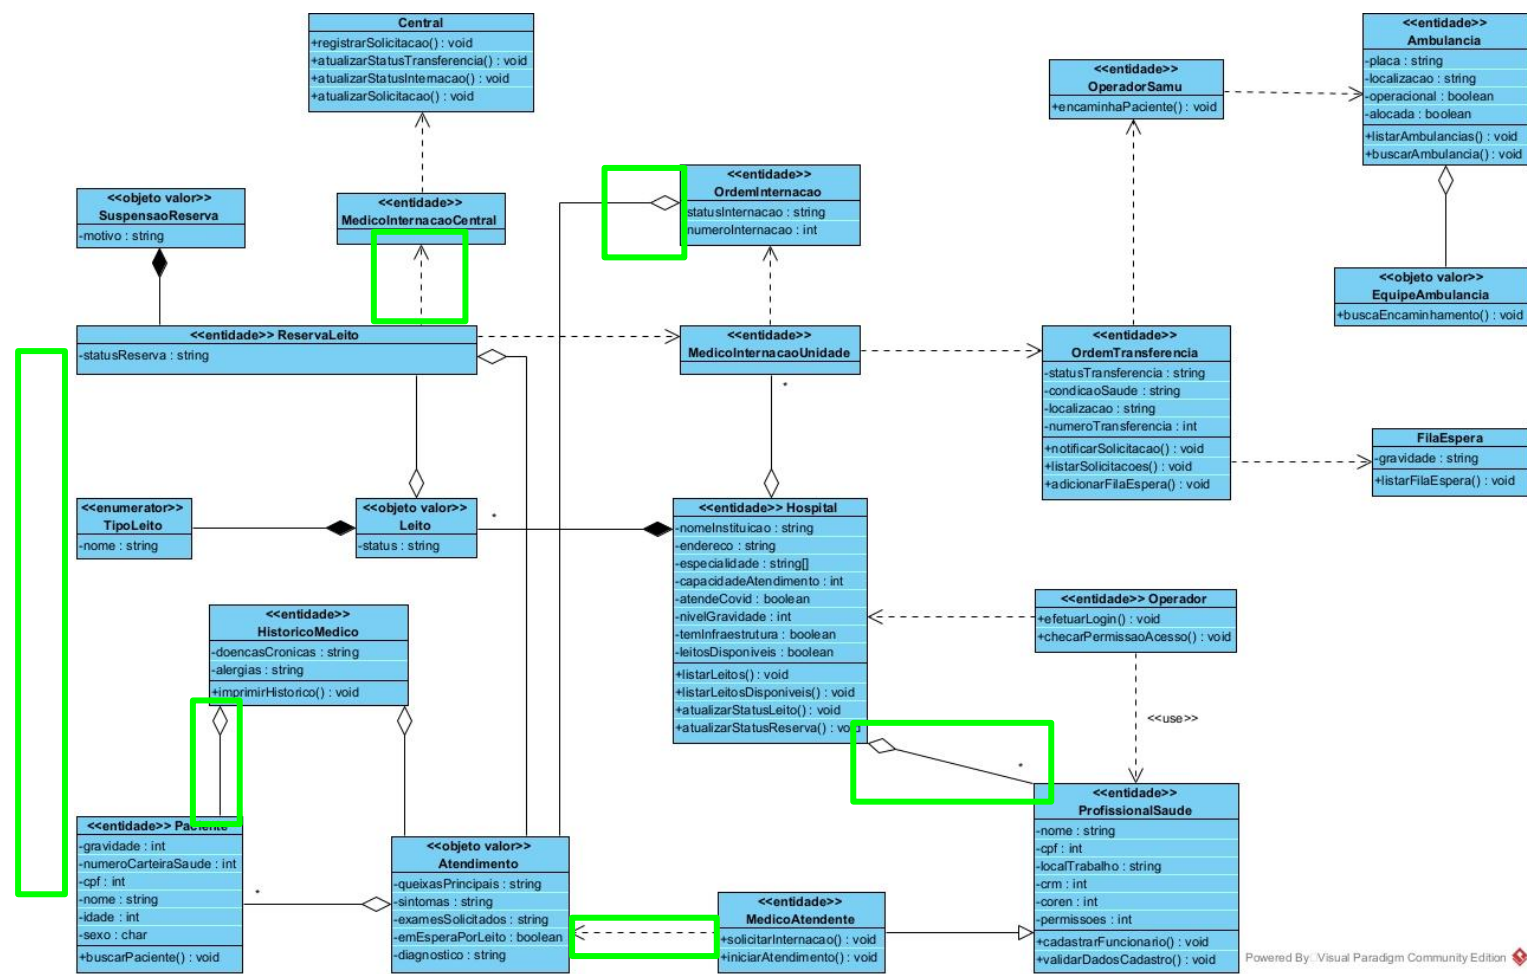 Central
+registrarSolicitacao() : void
+atualizarStatusTransferencia() : void
+atualizarStatusInternacao() : void
+atualizarSolicitacao() : void
<<entidade>>
Ambulancia
-placa : string
-localizacao : string
-operacional : boolean
-alocada : boolean
+listarAmbulancias() : void
+buscarAmbulancia() : void
<<entidade>>
OperadorSamu
+encaminhaPaciente() : void
<<entidade>>
OrdemInternacao
statusInternacao : string
numeroInternacao : int
<<objeto valor>>
SuspensaoReserva
-motivo : string
<<entidade>>
MedicoInternacaoCentral
<<objeto valor>>
EquipeAmbulancia
+buscaEncaminhamento() : void
<<entidade>> ReservaLeito
-statusReserva : string
<<entidade>>
MedicoInternacaoUnidade
*
<<entidade>>
OrdemTransferencia
-statusTransferencia : string
-condicaoSaude : string
-localizacao : string
-numeroTransferencia : int
+notificarSolicitacao() : void
+listarSolicitacoes() : void
+adicionarFilaEspera() : void
FilaEspera
-gravidade : string
+listarFilaEspera() : void
<<enumerator>>
TipoLeito
-nome : string
<<objeto valor>>
Leito
-status : string
*
<<entidade>> Hospital
-nomeInstituicao : string
-endereco : string
-especialidade : string[]
-capacidadeAtendimento : int
-atendeCovid : boolean
-nivelGravidade : int
-temInfraestrutura : boolean
-leitosDisponiveis : boolean
+listarLeitos() : void
+listarLeitosDisponiveis() : void
+atualizarStatusLeito() : void
+atualizarStatusReserva() : void
<<entidade>> Operador
+efetuarLogin() : void
+checarPermissaoAcesso() : void
<<use>>
<<entidade>>
HistoricoMedico
-doencasCronicas : string
-alergias : string
+imprimirHistorico() : void
*
<<entidade>>
ProfissionalSaude
-nome : string
-cpf : int
-localTrabalho : string
-crm : int
-coren : int
-permissoes : int
+cadastrarFuncionario() : void
+validarDadosCadastro() : void
<<entidade>> Paciente
-gravidade : int
-numeroCarteiraSaude : int
-cpf : int
-nome : string
-idade : int
-sexo : char
+buscarPaciente() : void
*
<<objeto valor>>
Atendimento
-queixasPrincipais : string
-sintomas : string
-examesSolicitados : string
-emEsperaPorLeito : boolean
-diagnostico : string
<<entidade>>
MedicoAtendente
+solicitarInternacao() : void
+iniciarAtendimento() : void
Powered By: Visual Paradigm Community Edition